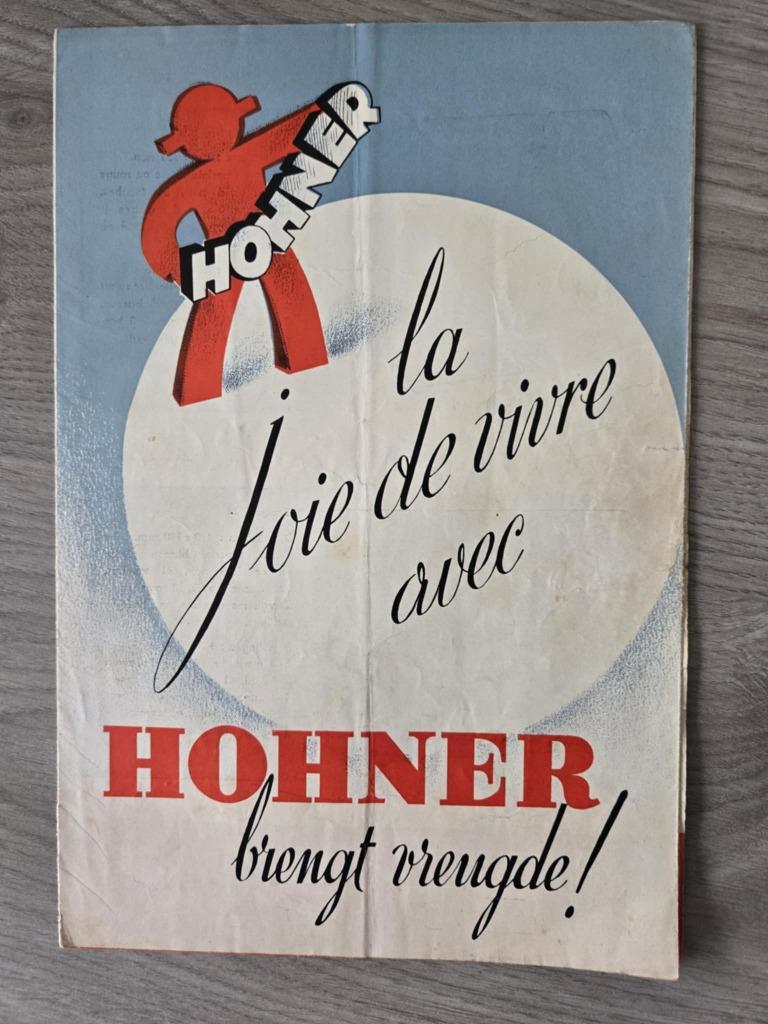 HOHNER
la
joie de vivre
avec
HOHNER
brengt vreugde!